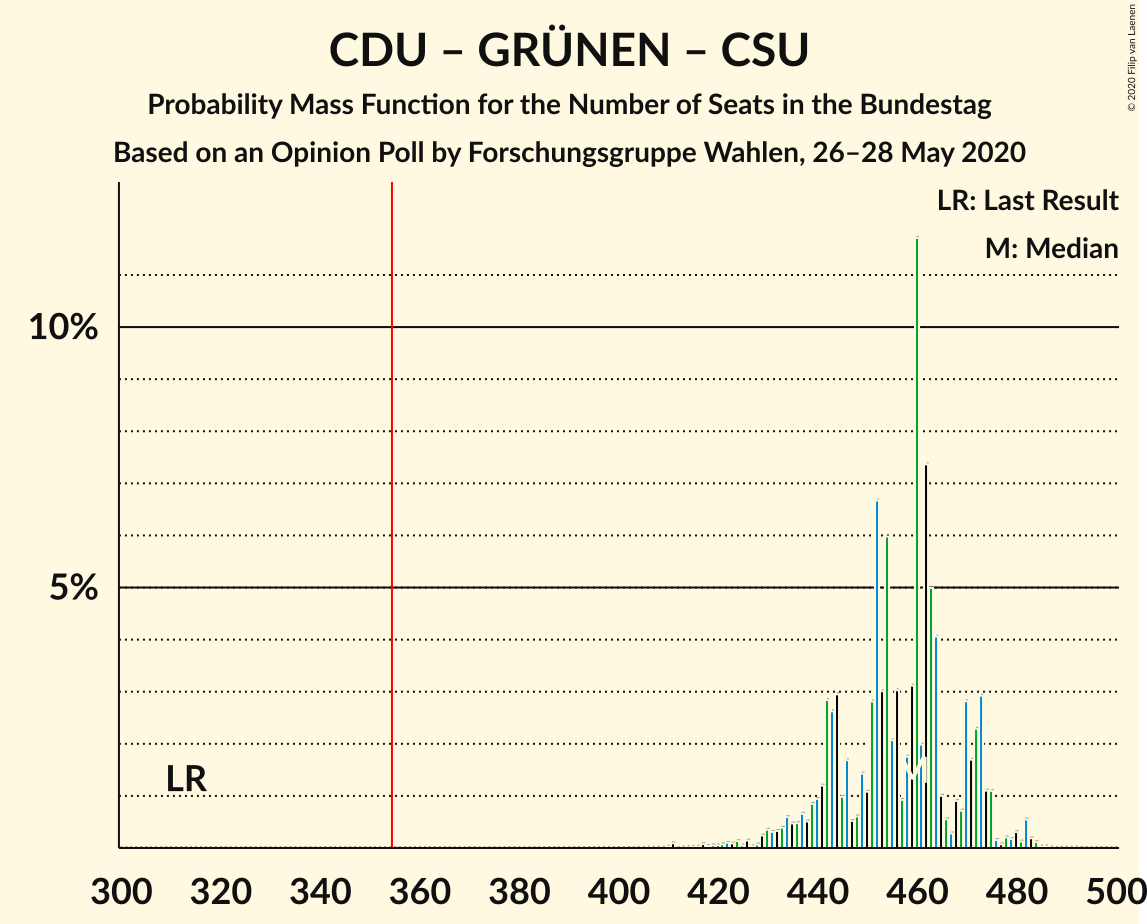 CDU – GRÜNEN – CSU
Probability Mass Function for the Number of Seats in the Bundestag
Based on an Opinion Poll by Forschungsgruppe Wahlen, 26–28 May 2020
© 2020 Filip van Laenen
LR: Last Result
M: Median
10%
5%
LR
300 320 340 360 380 400 420 440 460 480 500